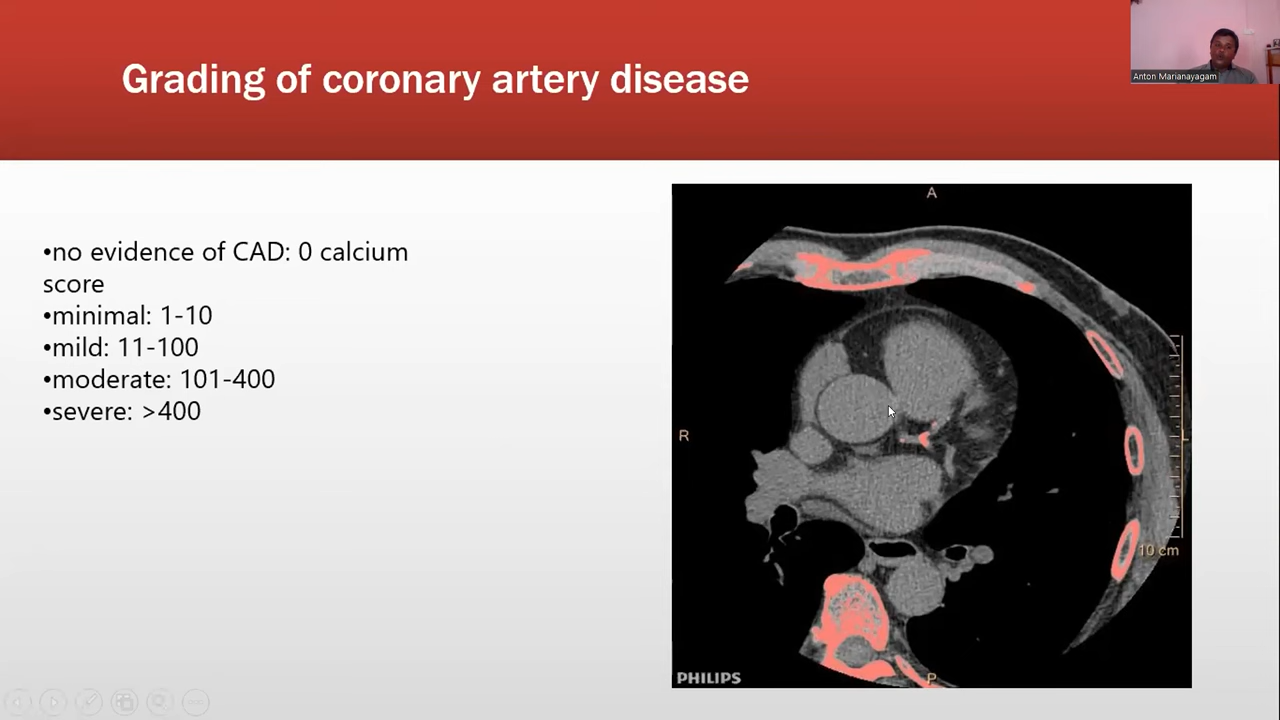 Grading of coronary artery disease
Anton Marianayagam
•no evidence of CAD: 0 calcium
score
•minimal: 1-10
•mild: 11-100
•moderate: 101-400
•severe: >400
A
R
L
10 cm
PHILIPS
P